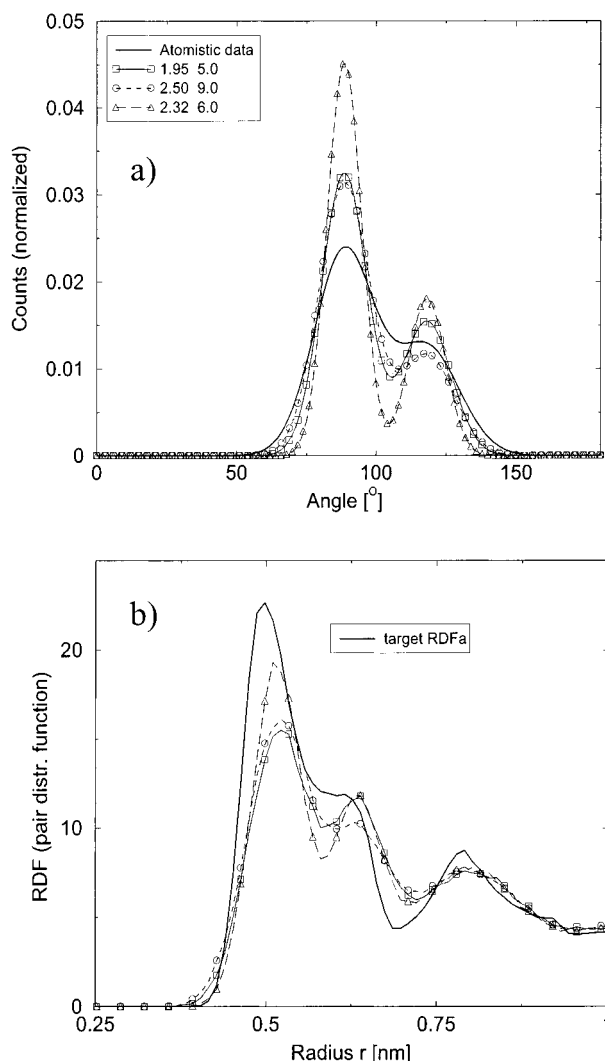 0.05
Atomistic data
1.95 5.0
2.50 9.0
2.32 6.0
0.04
a)
0.03
Counts (normalized)
0.02
0.01
0
0 50 100 150
Angle [°]
b)
target RDFa
20
RDF (pair distr. function)
10
0
0.25 0.5 0.75
Radius r [nm]